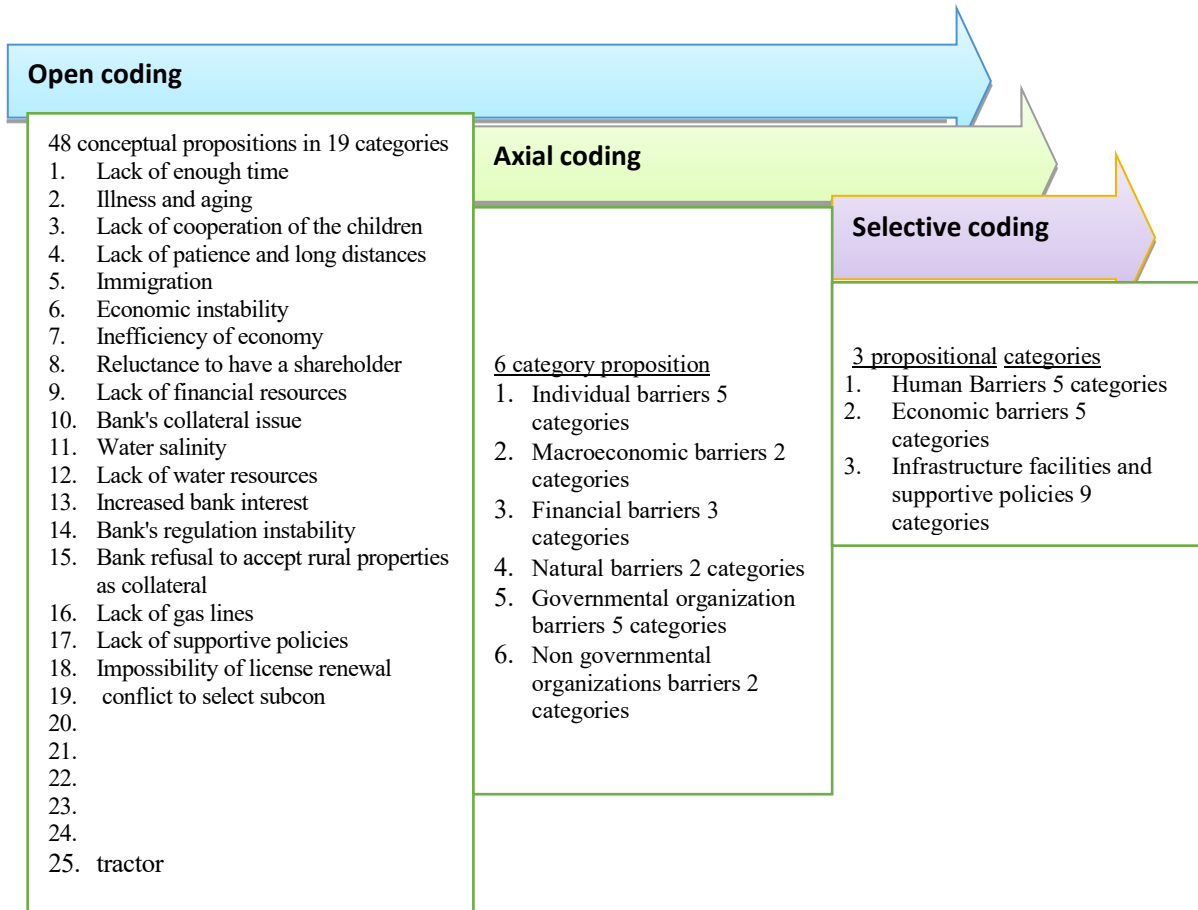 Open coding
48 conceptual propositions in 19 categories
1. Lack of enough time
2. Illness and aging
3. Lack of cooperation of the children
4. Lack of patience and long distances
5. Immigration
6. Economic instability
7. Inefficiency of economy
8. Reluctance to have a shareholder
9. Lack of financial resources
10. Bank's collateral issue
11. Water salinity
12. Lack of water resources
13. Increased bank interest
14. Bank's regulation instability
15. Bank refusal to accept rural properties
as collateral
16. Lack of gas lines
17. Lack of supportive policies
18. Impossibility of license renewal
19. conflict to select subcon
20.
21.
22.
23.
24.
25. tractor
Axial coding
6 category proposition
1. Individual barriers 5
categories
2. Macroeconomic barriers 2
categories
3. Financial barriers 3
categories
4. Natural barriers 2 categories
5. Governmental organization
barriers 5 categories
6. Non governmental
organizations barriers 2
categories
Selective coding
3 propositional categories
1. Human Barriers 5 categories
2. Economic barriers 5
categories
3. Infrastructure facilities and
supportive policies 9
categories